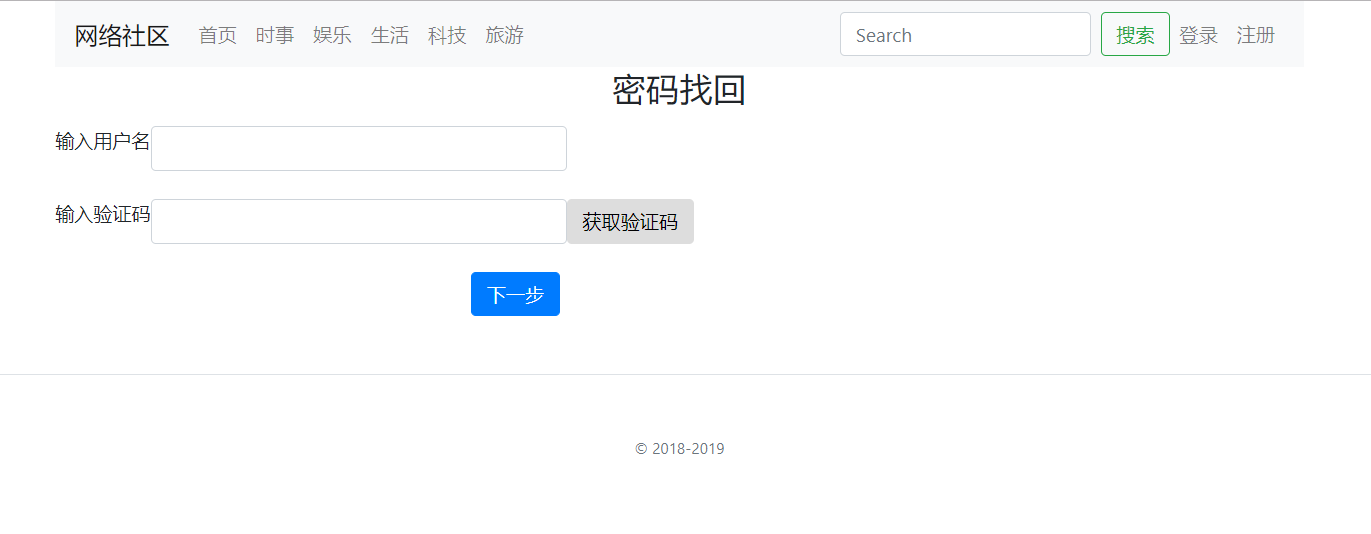 网络社区 首页 时事 娱乐 生活 科技 旅游 Search 搜索 登录 注册
密码找回
输入用户名
输入验证码 获取验证码
下一步
© 2018-2019